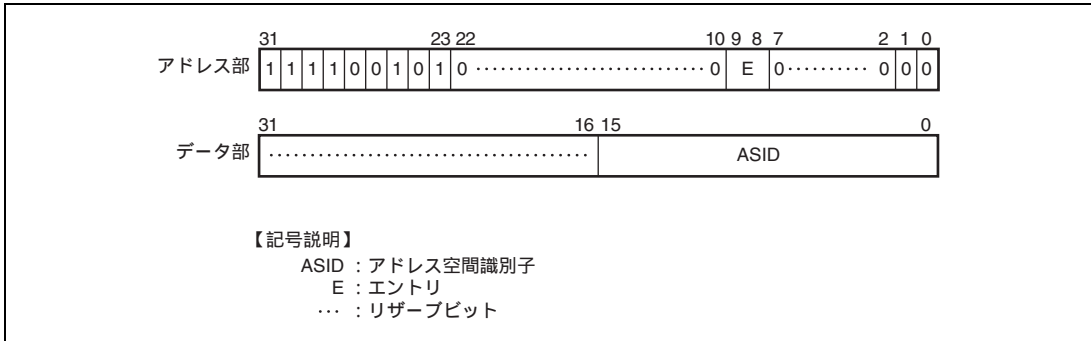 31 23 22 10 9 8 7 2 1 0
アドレス部 1 1 1 1 0 0 1 0 1 0 ··························· 0 E 0 ·········· 0 0 0
31 16 15 0
データ部 ······································ ASID
【記号説明】
ASID :アドレス空間識別子
E :エントリ
··· :リザーブビット